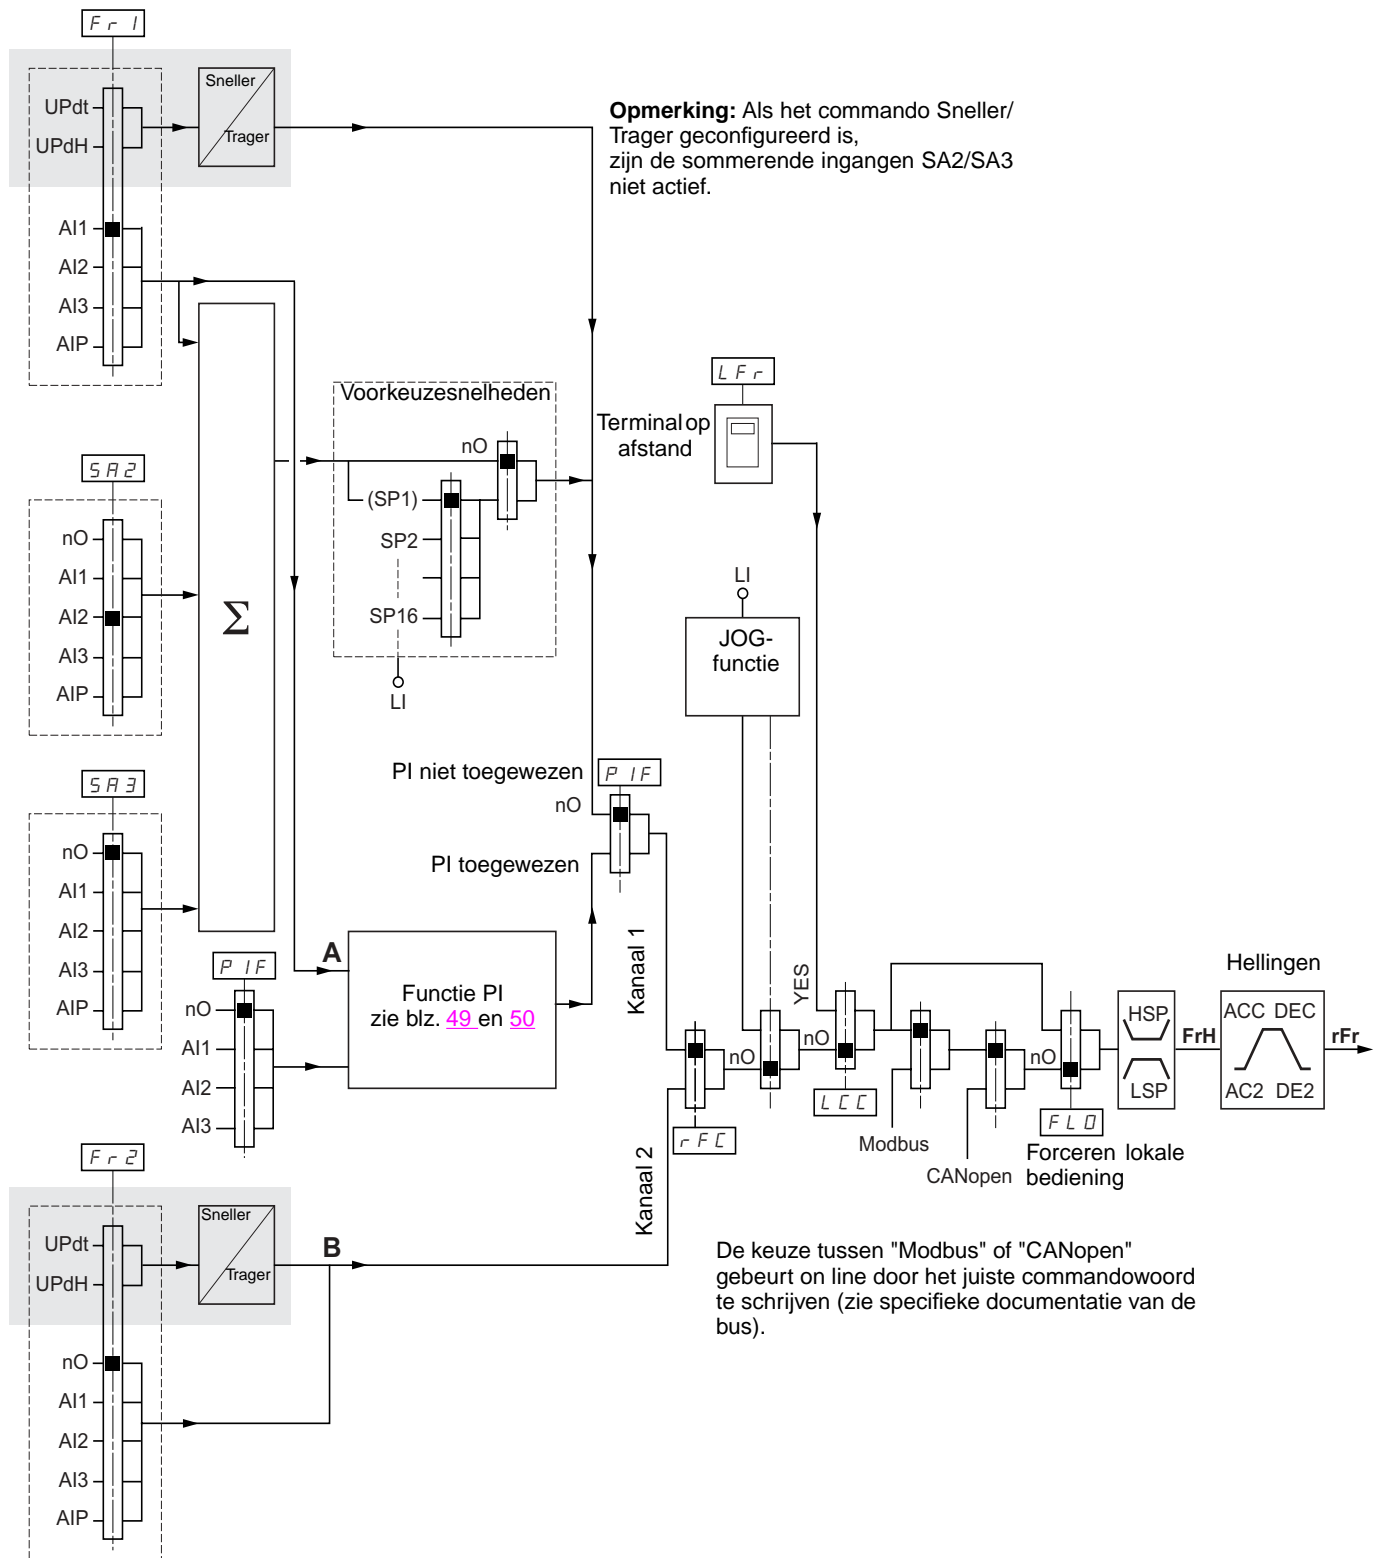 Fr1
Sneller
Trager
UPdt
UPdH
AI1
AI2
AI3
AIP
Opmerking: Als het commando Sneller/
Trager geconfigureerd is,
zijn de sommerende ingangen SA2/SA3
niet actief.
SA2
nO
AI1
AI2
AI3
AIP
SA3
nO
AI1
AI2
AI3
AIP
Σ
Voorkeuzesnelheden
nO
(SP1)
SP2
SP16
LI
LFr
Terminal op
afstand
LI
JOG-
functie
PI niet toegewezen
PIF
nO
PI toegewezen
A
Functie PI
zie blz. 49 en 50
PIF
nO
AI1
AI2
AI3
Kanaal 1
Kanaal 2
rFC
nO
YES
nO
LCC
Modbus
CANopen
nO
FLO
Forceren lokale
bediening
HSP
LSP
FrH
Hellingen
ACC DEC
AC2 DE2
rFr
Fr2
Sneller
Trager
UPdt
UPdH
B
nO
AI1
AI2
AI3
AIP
De keuze tussen "Modbus" of "CANopen"
gebeurt on line door het juiste commandowoord
te schrijven (zie specifieke documentatie van de
bus).